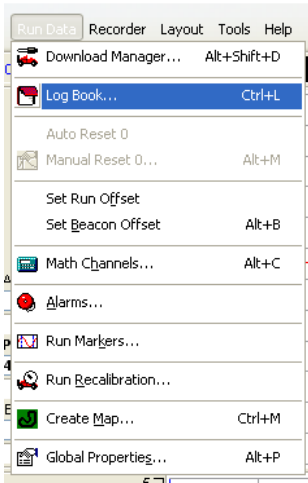 Run Data Recorder Layout Tools Help
Download Manager... Alt+Shift+D
Log Book... Ctrl+L
Auto Reset 0
Manual Reset 0... Alt+M
Set Run Offset
Set Beacon Offset Alt+B
Math Channels... Alt+C
Alarms...
Run Markers...
Run Recalibration...
Create Map... Ctrl+M
Global Properties... Alt+P